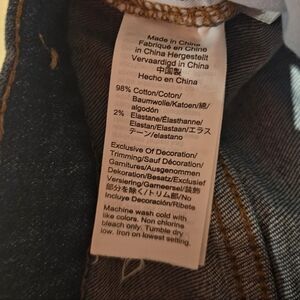 Made in China
Fabriqué en Chine
in China Hergestellt
Vervaardigd in China
中国製
Hecho en China
98% Cotton/Coton/
Baumwolle/Katoen/綿/
algodón
2% Elastane/Élasthanne/
Elastan/Elastaan/エラス
テーン/elastano
Exclusive Of Decoration/
Trimming/Sauf Décoration/
Garnitures/Ausgenommen/
Dekoration/Besatz/Exclusief
Versiering/Garneersel/装飾
部分を除く/トリム部/No
Incluye Decoración/Ribete
Machine wash cold with
like colors. Non chlorine
bleach only. Tumble dry
low. Iron on lowest setting.